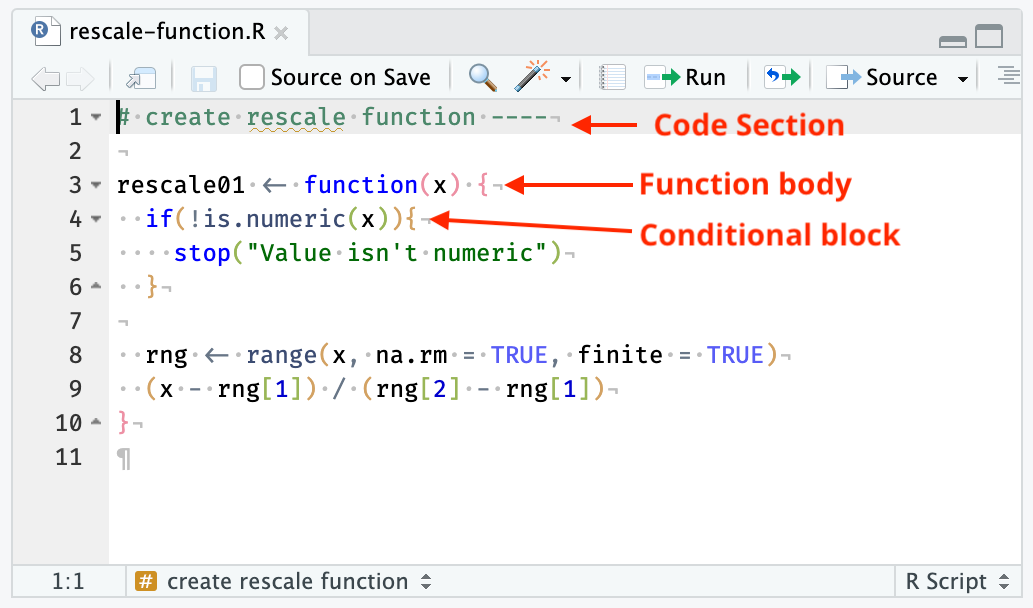 rescale-function.R
Source on Save Run Source
1 # create rescale function ---- Code Section
2
3 rescale01 <- function(x) { Function body
4 if(!is.numeric(x)){ Conditional block
5 stop("Value isn't numeric")
6 }
7
8 rng <- range(x, na.rm = TRUE, finite = TRUE)
9 (x - rng[1]) / (rng[2] - rng[1])
10 }
11
1:1 # create rescale function R Script